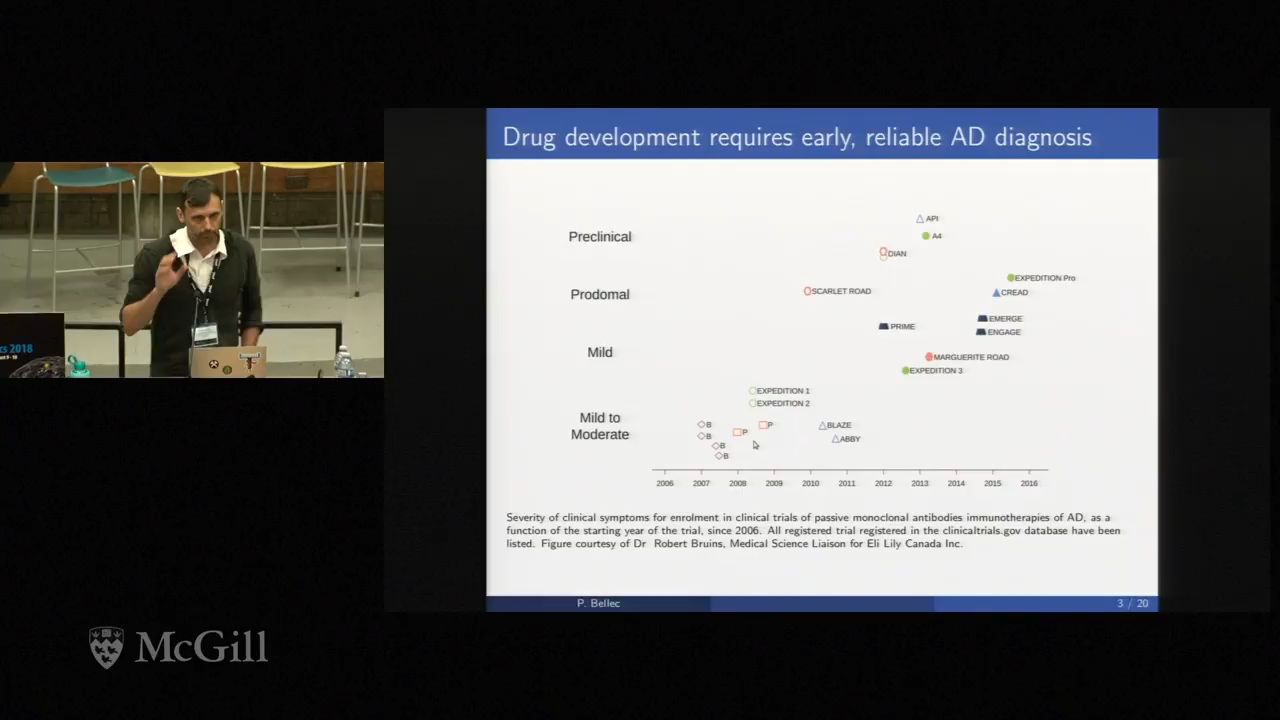 Drug development requires early, reliable AD diagnosis
API
Preclinical
A4
DIAN
EXPEDITION Pro
Prodomal
SCARLET ROAD
CREAD
EMERGE
PRIME
ENGAGE
Mild
MARGUERITE ROAD
EXPEDITION 3
EXPEDITION 1
EXPEDITION 2
Mild to
Moderate
B
P
BLAZE
B
P
ABBY
B
B
2006 2007 2008 2009 2010 2011 2012 2013 2014 2015 2016
Severity of clinical symptoms for enrolment in clinical trials of passive monoclonal antibodies immunotherapies of AD, as a
function of the starting year of the trial, since 2006. All registered trial registered in the clinicaltrials.gov database have been
listed. Figure courtesy of Dr Robert Bruins, Medical Science Liaison for Eli Lily Canada Inc.
P. Bellec
3 / 20
cs 2018
McGill